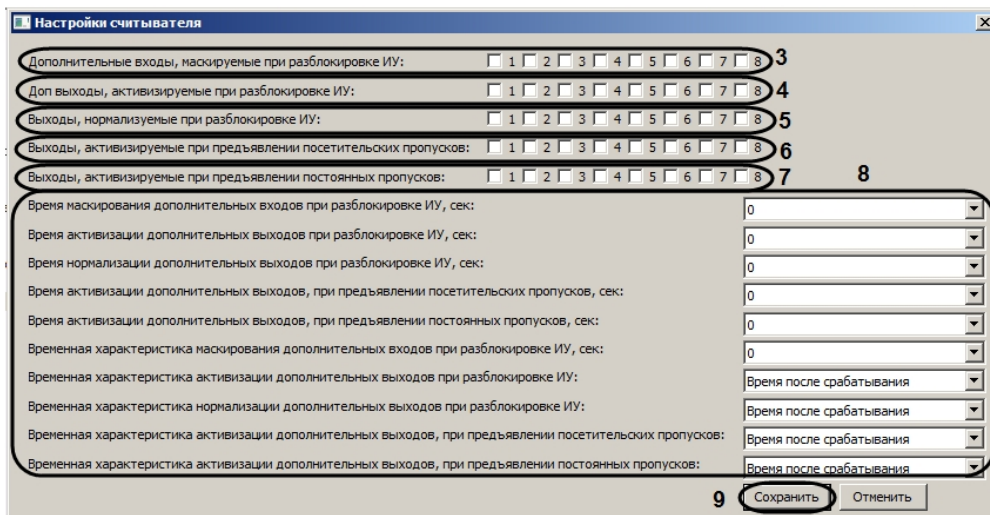 Настройки считывателя
Дополнительные входы, маскируемые при разблокировке ИУ: 1 2 3 4 5 6 7 8 3
Доп выходы, активизируемые при разблокировке ИУ: 1 2 3 4 5 6 7 8 4
Выходы, нормализуемые при разблокировке ИУ: 1 2 3 4 5 6 7 8 5
Выходы, активизируемые при предъявлении посетительских пропусков: 1 2 3 4 5 6 7 8 6
Выходы, активизируемые при предъявлении постоянных пропусков: 1 2 3 4 5 6 7 8 7
8
Время маскирования дополнительных входов при разблокировке ИУ, сек: 0
Время активизации дополнительных выходов при разблокировке ИУ, сек: 0
Время нормализации дополнительных выходов при разблокировке ИУ, сек: 0
Время активизации дополнительных выходов, при предъявлении посетительских пропусков, сек: 0
Время активизации дополнительных выходов, при предъявлении постоянных пропусков, сек: 0
Временная характеристика маскирования дополнительных входов при разблокировке ИУ, сек: 0
Временная характеристика активизации дополнительных выходов при разблокировке ИУ: Время после срабатывания
Временная характеристика нормализации дополнительных выходов при разблокировке ИУ: Время после срабатывания
Временная характеристика активизации дополнительных выходов, при предъявлении посетительских пропусков: Время после срабатывания
Временная характеристика активизации дополнительных выходов, при предъявлении постоянных пропусков: Время после срабатывания
9 Сохранить Отменить